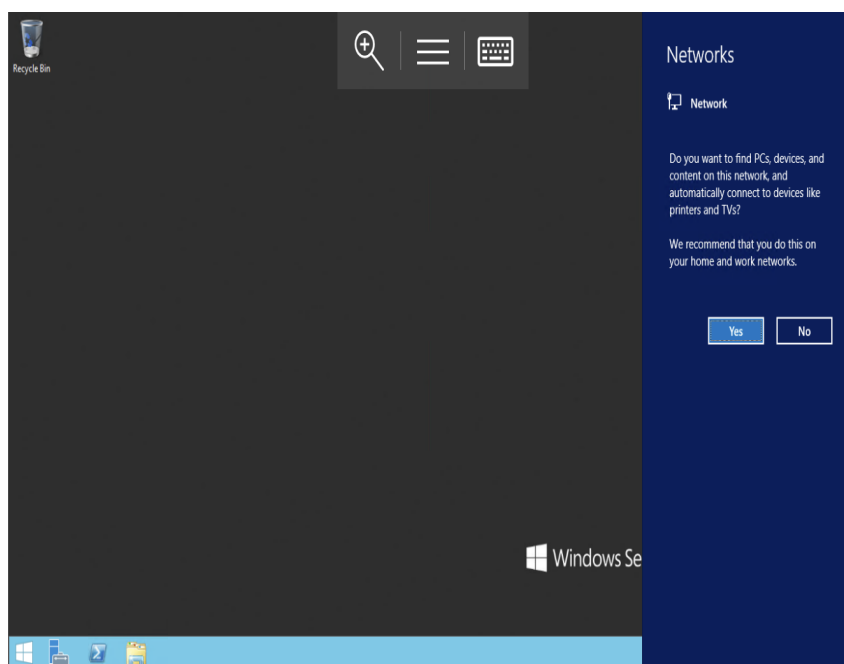 Recycle Bin
Networks
Network
Do you want to find PCs, devices, and
content on this network, and
automatically connect to devices like
printers and TVs?
We recommend that you do this on
your home and work networks.
Yes
No
Windows Se